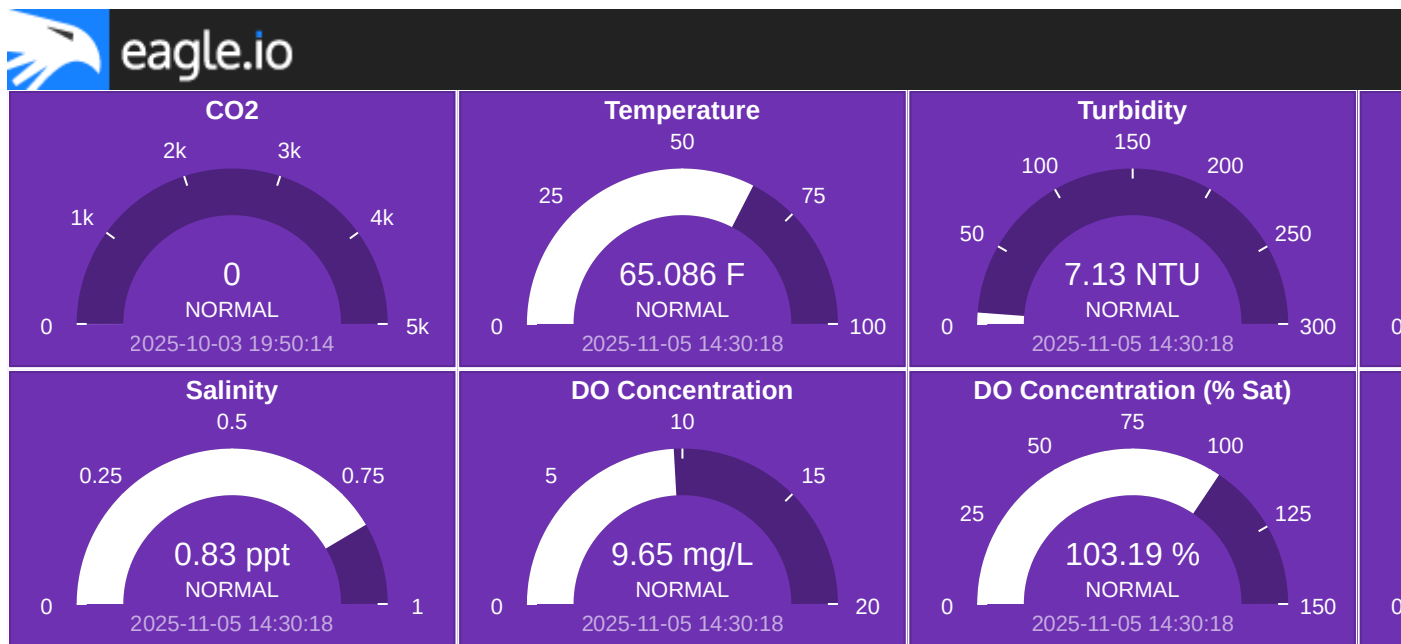 eagle.io
CO2
2k
3k
1k
4k
0
NORMAL
0
5k
2025-10-03 19:50:14
Temperature
50
25
75
65.086 F
NORMAL
0
100
2025-11-05 14:30:18
Turbidity
150
100
200
50
250
7.13 NTU
NORMAL
0
300
2025-11-05 14:30:18
0
Salinity
0.5
0.25
0.75
0.83 ppt
NORMAL
0
1
2025-11-05 14:30:18
DO Concentration
10
5
15
9.65 mg/L
NORMAL
0
20
2025-11-05 14:30:18
DO Concentration (% Sat)
75
50
100
25
125
103.19 %
NORMAL
0
150
2025-11-05 14:30:18
0